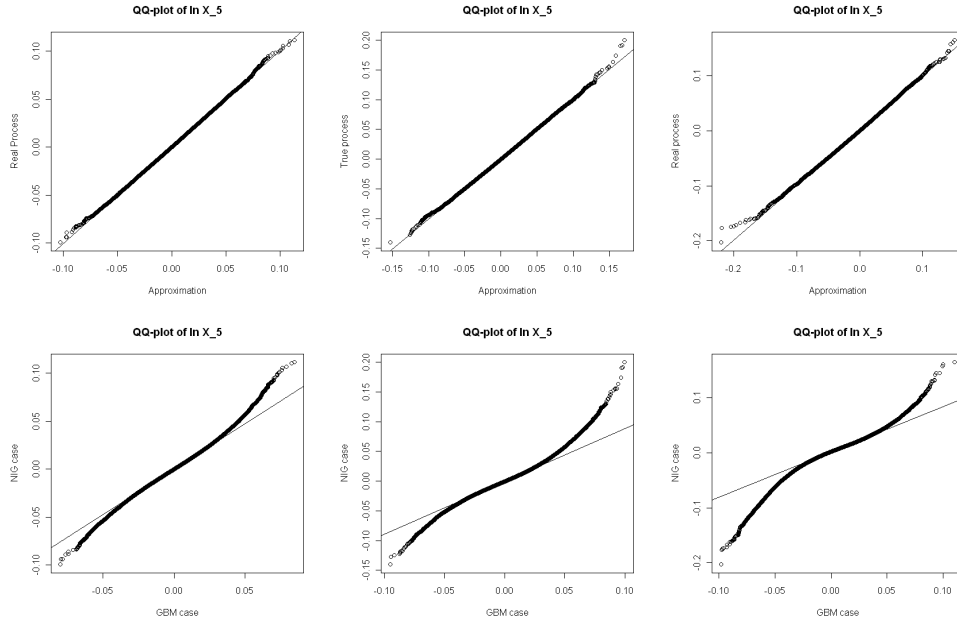 QQ-plot of ln X_5
Real Process
0.10
0.05
0.00
-0.05
-0.10
-0.10 -0.05 0.00 0.05 0.10
Approximation
QQ-plot of ln X_5
True process
0.20
0.15
0.10
0.05
0.00
-0.05
-0.10
-0.15
-0.15 -0.10 -0.05 0.00 0.05 0.10 0.15
Approximation
QQ-plot of ln X_5
Real process
0.1
0.0
-0.1
-0.2
-0.2 -0.1 0.0 0.1
Approximation
QQ-plot of ln X_5
NIG case
0.10
0.05
0.00
-0.05
-0.10
-0.05 0.00 0.05
GBM case
QQ-plot of ln X_5
NIG case
0.20
0.15
0.10
0.05
0.00
-0.05
-0.10
-0.15
-0.10 -0.05 0.00 0.05 0.10
GBM case
QQ-plot of ln X_5
NIG case
0.1
0.0
-0.1
-0.2
-0.10 -0.05 0.00 0.05 0.10
GBM case